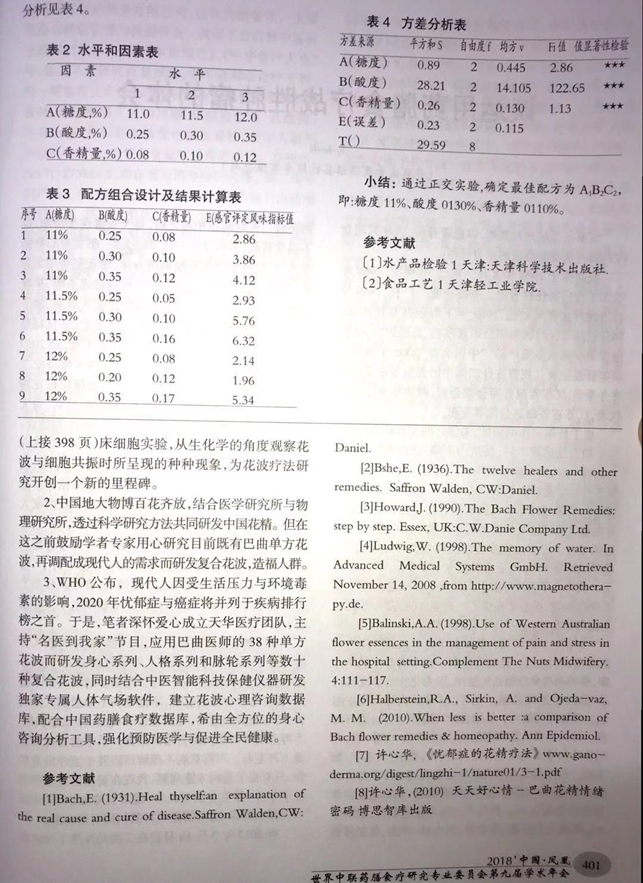 分析见表4。
表2 水平和因素表
因 素 水 平
1 2 3
A(糖度,%) 11.0 11.5 12.0
B(酸度,%) 0.25 0.30 0.35
C(香精量,%) 0.08 0.10 0.12
表3 配方组合设计及结果计算表
序号 A(糖度) B(酸度) C(香精量) E(感官评定风味指标值
1 11% 0.25 0.08 2.86
2 11% 0.30 0.10 3.86
3 11% 0.35 0.12 4.12
4 11.5% 0.25 0.05 2.93
5 11.5% 0.30 0.10 5.76
6 11.5% 0.35 0.16 6.32
7 12% 0.25 0.08 2.14
8 12% 0.20 0.12 1.96
9 12% 0.35 0.17 5.34
表4 方差分析表
方差来源 平方和S 自由度f 均方v Fi值 值显著性检验
A(糖度) 0.89 2 0.445 2.86 ***
B(酸度) 28.21 2 14.105 122.65 ***
C(香精量) 0.26 2 0.130 1.13 ***
E(误差) 0.23 2 0.115
T() 29.59 8
小结：通过正交实验,确定最佳配方为 A₁B₂C₂,
即:糖度 11%、酸度 0130%、香精量 0110%。
参考文献
〔1〕水产品检验 1 天津:天津科学技术出版社.
〔2〕食品工艺 1 天津轻工业学院.
(上接 398 页)床细胞实验,从生化学的角度观察花
波与细胞共振时所呈现的种种现象,为花波疗法研
究开创一个新的里程碑。
2、中国地大物博百花齐放,结合医学研究所与物
理研究所,透过科学研究方法共同研发中国花精。但在
这之前鼓励学者专家用心研究目前既有巴曲单方花
波,再调配成现代人的需求而研发复合花波,造福人群。
3、WHO 公布，现代人因受生活压力与环境毒
素的影响,2020 年忧郁症与癌症将并列于疾病排行
榜之首。于是,笔者深怀爱心成立天华医疗团队,主
持“名医到我家”节目,应用巴曲医师的 38 种单方
花波而研发身心系列、人格系列和脉轮系列等数十
种复合花波,同时结合中医智能科技保健仪器研发
独家专属人体气场软件，建立花波心理咨询数据
库,配合中国药膳食疗数据库,希由全方位的身心
咨询分析工具,强化预防医学与促进全民健康。
参考文献
[1]Bach,E. (1931).Heal thyself:an explanation of
the real cause and cure of disease.Saffron Walden,CW:
Daniel.
[2]Bshe,E. (1936).The twelve healers and other
remedies. Saffron Walden, CW:Daniel.
[3]Howard,J. (1990).The Bach Flower Remedies:
step by step. Essex, UK:C.W.Danie Company Ltd.
[4]Ludwig,W. (1998).The memory of water. In
Advanced Medical Systems GmbH. Retrieved
November 14, 2008 ,from http://www.magnetothera-
py.de.
[5]Balinski,A.A. (1998).Use of Western Australian
flower essences in the management of pain and stress in
the hospital setting.Complement The Nuts Midwifery.
4:111-117.
[6]Halberstein,R.A., Sirkin, A. and Ojeda-vaz,
M. M. (2010).When less is better :a comparison of
Bach flower remedies & homeopathy. Ann Epidemiol.
[7] 许心华,《忧郁症的花精疗法》www.gano-
derma.org/digest/lingzhi-1/nature01/3-1.pdf
[8]许心华,(2010) 天天好心情－巴曲花精情绪
密码 博思智库出版
2018’中国·凤凰
世界中联药膳食疗研究专业委员会第九届学术年会
401